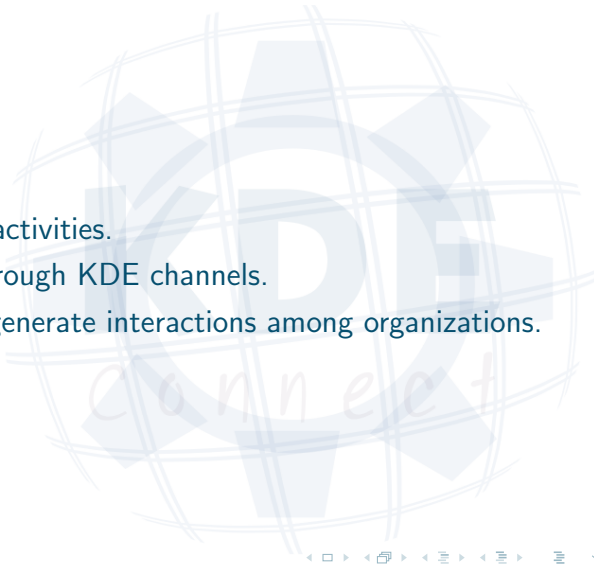 activities.
rough KDE channels.
generate interactions among organizations.
KDE
Connect